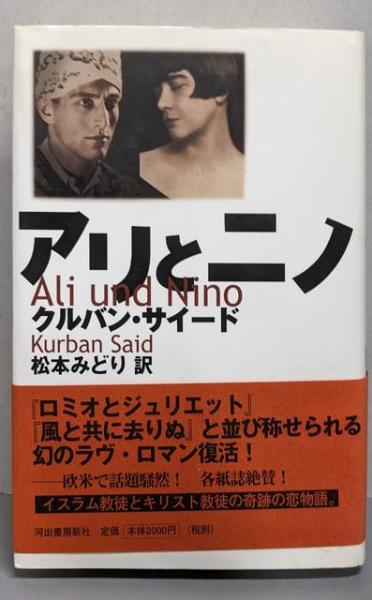 アリとニノ
Ali und Nino
クルバン・サイード
Kurban Said
松本みどり 訳
『ロミオとジュリエット』
『風と共に去りぬ』と並び称せられる
幻のラヴ・ロマン復活！
――欧米で話題騒然！ 各紙誌絶賛！
イスラム教徒とキリスト教徒の奇跡の恋物語。
河出書房新社 定価 本体2000円 (税別)